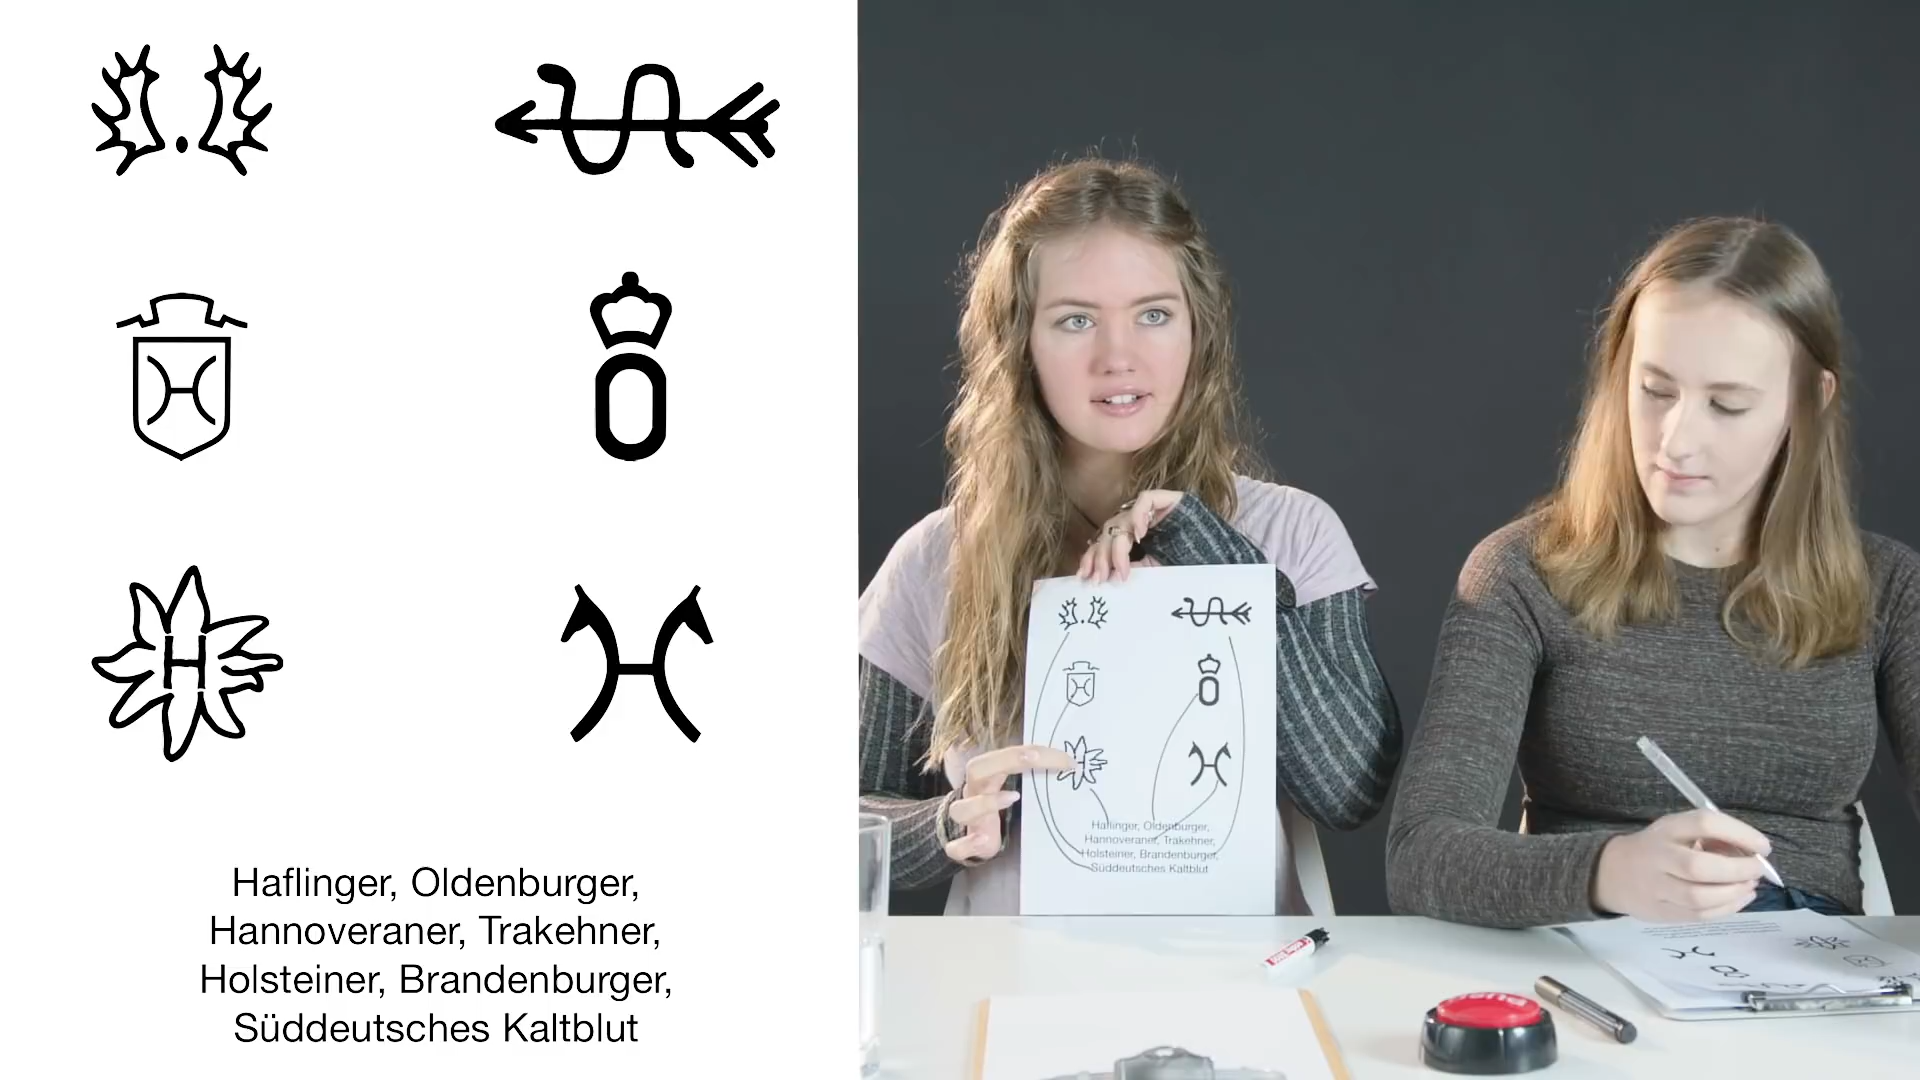 Haflinger, Oldenburger,
Hannoveraner, Trakehner,
Holsteiner, Brandenburger,
Süddeutsches Kaltblut
Haflinger, Oldenburger,
Hannoveraner, Trakehner,
Holsteiner, Brandenburger,
Süddeutsches Kaltblut